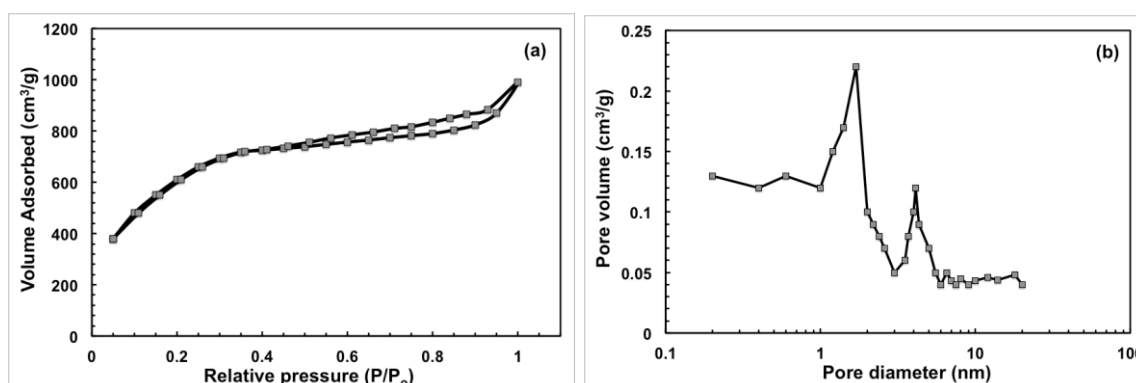 (a)
Volume Adsorbed (cm³/g)
1200
1000
800
600
400
200
0
0 0.2 0.4 0.6 0.8 1
Relative pressure (P/P₀)
(b)
Pore volume (cm³/g)
0.25
0.2
0.15
0.1
0.05
0
0.1 1 10 100
Pore diameter (nm)